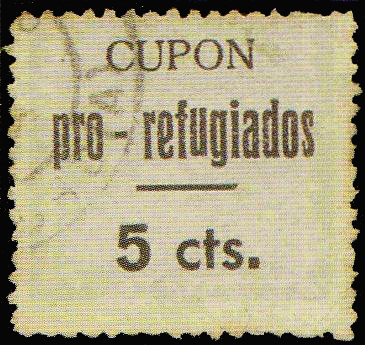 CUPON
pro-refugiados
5 cts.